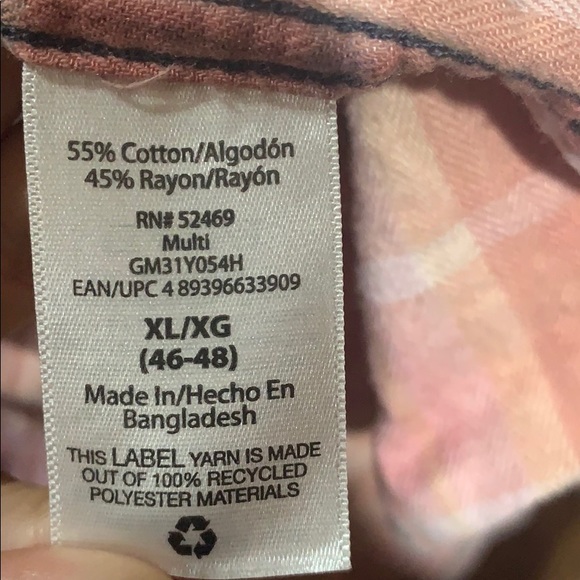 55% Cotton/Algodón
45% Rayon/Rayón
RN# 52469
Multi
GM31Y054H
EAN/UPC 4 89396633909
XL/XG
(46-48)
Made In/Hecho En
Bangladesh
THIS LABEL YARN IS MADE
OUT OF 100% RECYCLED
POLYESTER MATERIALS